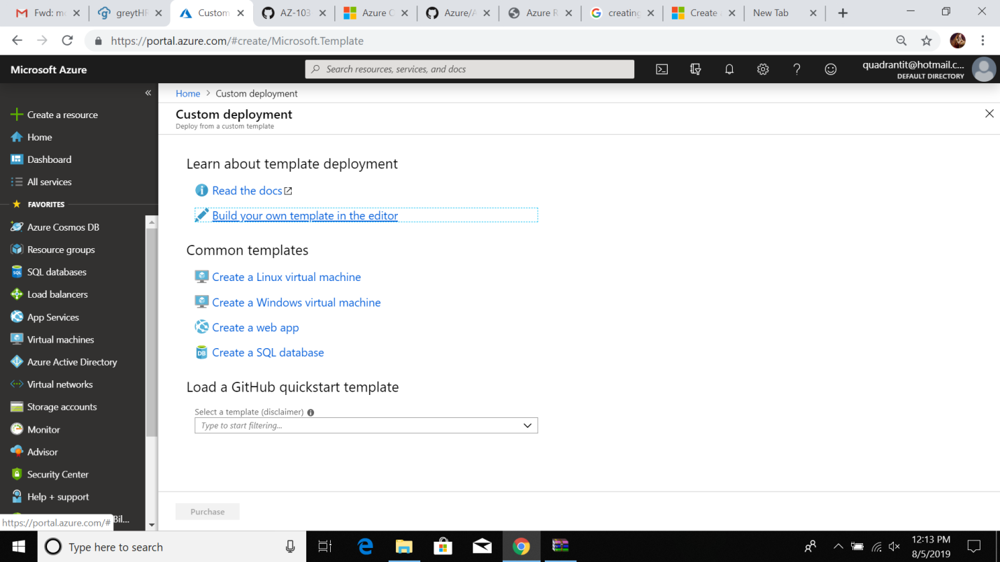 Fwd: mo
greytHR
Custom
AZ-103
Azure C
Azure/A
Azure R
creating
Create a
New Tab
https://portal.azure.com/#create/Microsoft.Template
Microsoft Azure
Search resources, services, and docs
quadrantit@hotmail.c...
DEFAULT DIRECTORY
Create a resource
Home
Dashboard
All services
FAVORITES
Azure Cosmos DB
Resource groups
SQL databases
Load balancers
App Services
Virtual machines
Azure Active Directory
Virtual networks
Storage accounts
Monitor
Advisor
Security Center
Help + support
Bil...
https://portal.azure.com/#
Home > Custom deployment
Custom deployment
Deploy from a custom template
Learn about template deployment
Read the docs
Build your own template in the editor
Common templates
Create a Linux virtual machine
Create a Windows virtual machine
Create a web app
Create a SQL database
Load a GitHub quickstart template
Select a template (disclaimer)
Type to start filtering...
Purchase
Type here to search
12:13 PM
8/5/2019